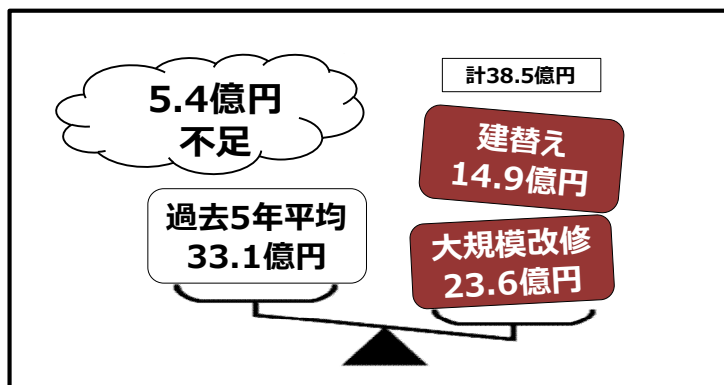 5.4億円
不足
計38.5億円
建替え
14.9億円
過去5年平均
33.1億円
大規模改修
23.6億円